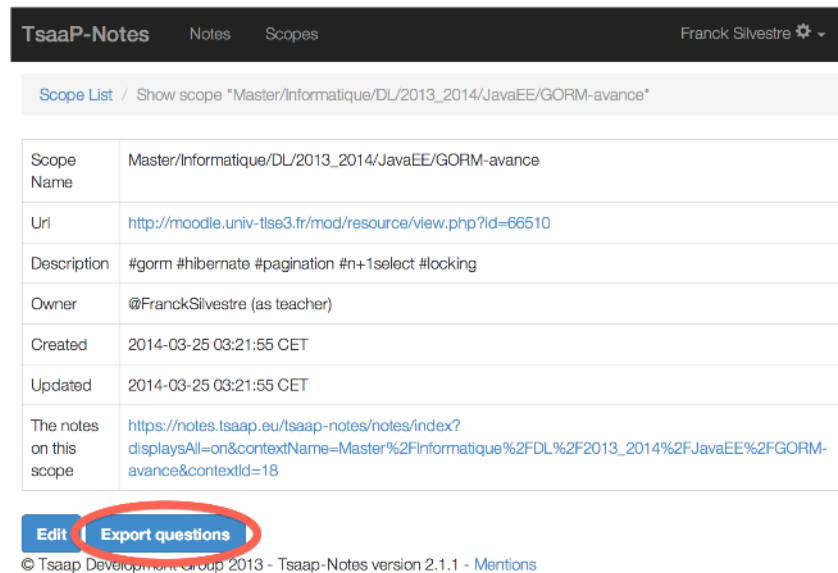 TsaaP-Notes Notes Scopes Franck Silvestre
Scope List / Show scope "Master/Informatique/DL/2013_2014/JavaEE/GORM-avance"
Scope Name Master/Informatique/DL/2013_2014/JavaEE/GORM-avance
Url http://moodle.univ-tlse3.fr/mod/resource/view.php?id=66510
Description #gorm #hibernate #pagination #n+1select #locking
Owner @FranckSilvestre (as teacher)
Created 2014-03-25 03:21:55 CET
Updated 2014-03-25 03:21:55 CET
The notes on this scope
https://notes.tsaap.eu/tsaap-notes/notes/index?
displaysAll=on&contextName=Master%2FInformatique%2FDL%2F2013_2014%2FJavaEE%2FGORM-
avance&contextId=18
Edit Export questions
© Tsaap Development Group 2013 - Tsaap-Notes version 2.1.1 - Mentions